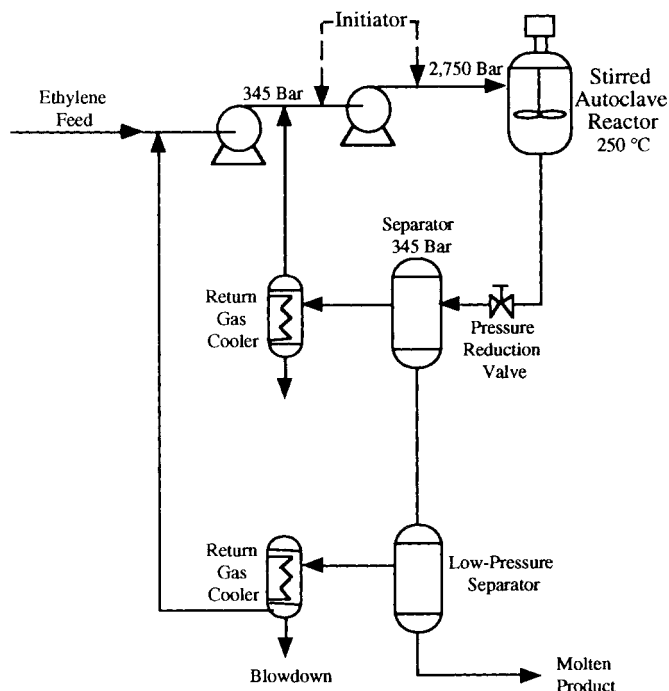 Initiator
2,750 Bar
345 Bar
Ethylene
Feed
Stirred
Autoclave
Reactor
250 °C
Separator
345 Bar
Return
Gas
Cooler
Pressure
Reduction
Valve
Return
Gas
Cooler
Low-Pressure
Separator
Blowdown
Molten
Product